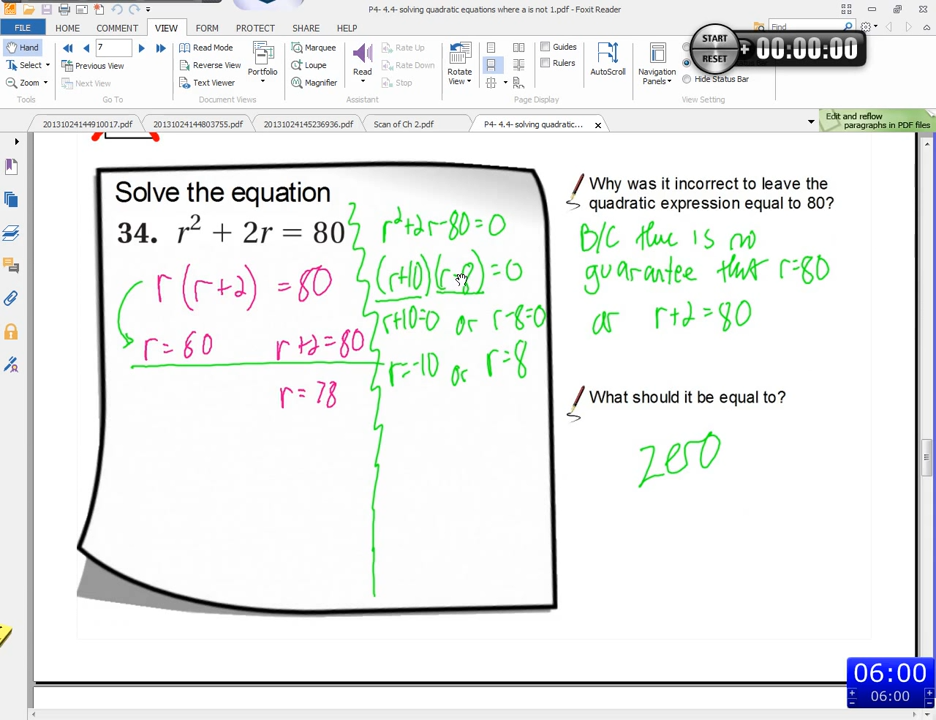 P4- 4.4- solving quadratic equations where a is not 1.pdf - Foxit Reader
FILE HOME COMMENT VIEW FORM PROTECT SHARE HELP
Find
START
RESET
+ 00:00:00
Hand
Select
Zoom
Tools
7
Previous View
Next View
Go To
Read Mode
Reverse View
Text Viewer
Portfolio
Document Views
Marquee
Loupe
Magnifier
Read
Rate Up
Rate Down
Stop
Assistant
Rotate View
Page Display
Guides
Rulers
AutoScroll
Navigation Panels
Hide Status Bar
View Setting
20131024144910017.pdf
20131024144803755.pdf
20131024145236936.pdf
Scan of Ch 2.pdf
P4- 4.4- solving quadratic...
Edit and reflow
paragraphs in PDF files
Solve the equation
34. r² + 2r = 80
r(r+2) = 80
r = 80 r+2=80
r = 78
r²+2r-80=0
(r+10)(r-8)=0
r+10=0 or r-8=0
r=-10 or r=8
Why was it incorrect to leave the
quadratic expression equal to 80?
B/C there is no
guarantee that r=80
or r+2=80
What should it be equal to?
zero
06:00
06:00